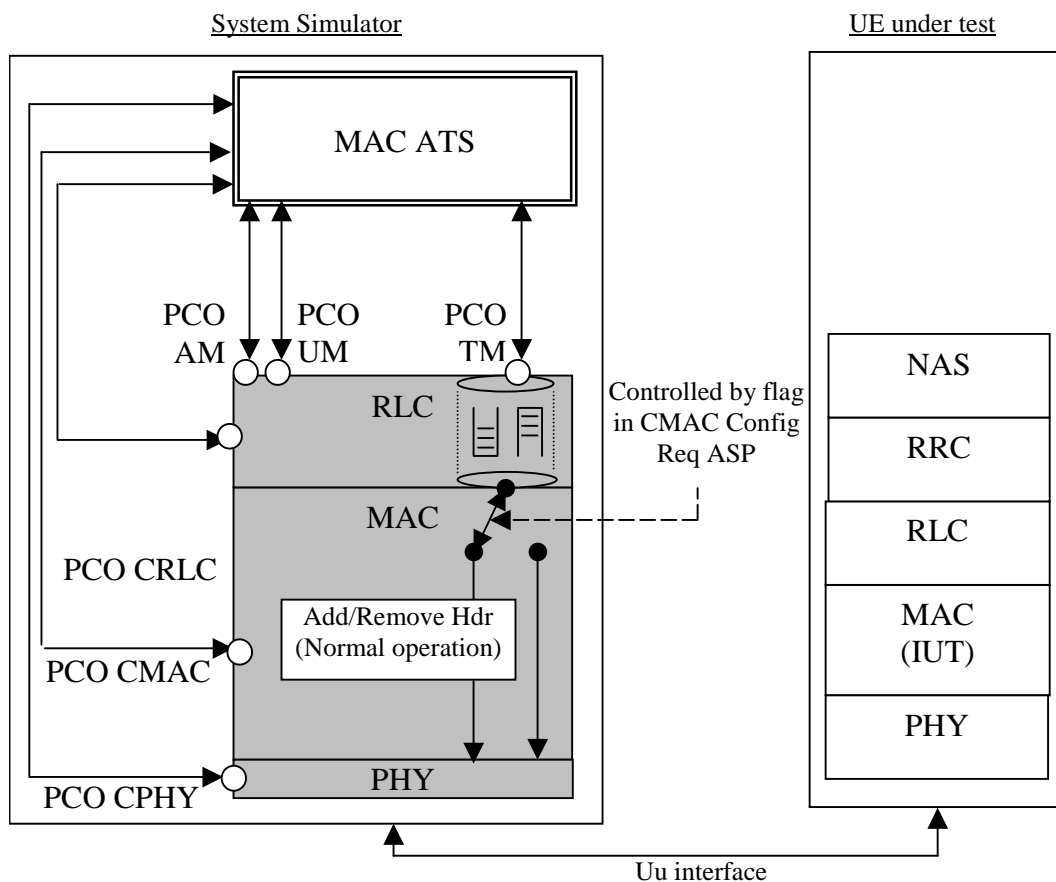 System Simulator
UE under test
MAC ATS
PCO
AM
PCO
UM
PCO
TM
RLC
Controlled by flag
in CMAC Config
Req ASP
MAC
PCO CRLC
Add/Remove Hdr
(Normal operation)
PCO CMAC
PHY
PCO CPHY
NAS
RRC
RLC
MAC
(IUT)
PHY
Uu interface